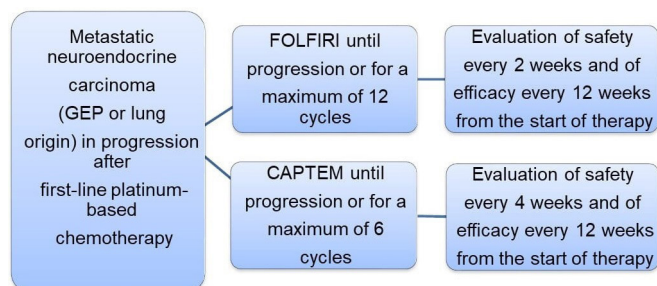 Metastatic
neuroendocrine
carcinoma
(GEP or lung
origin) in progression
after
first-line platinum-
based
chemotherapy
FOLFIRI until
progression or for a
maximum of 12
cycles
Evaluation of safety
every 2 weeks and of
efficacy every 12 weeks
from the start of therapy
CAPTEM until
progression or for a
maximum of 6
cycles
Evaluation of safety
every 4 weeks and of
efficacy every 12 weeks
from the start of therapy